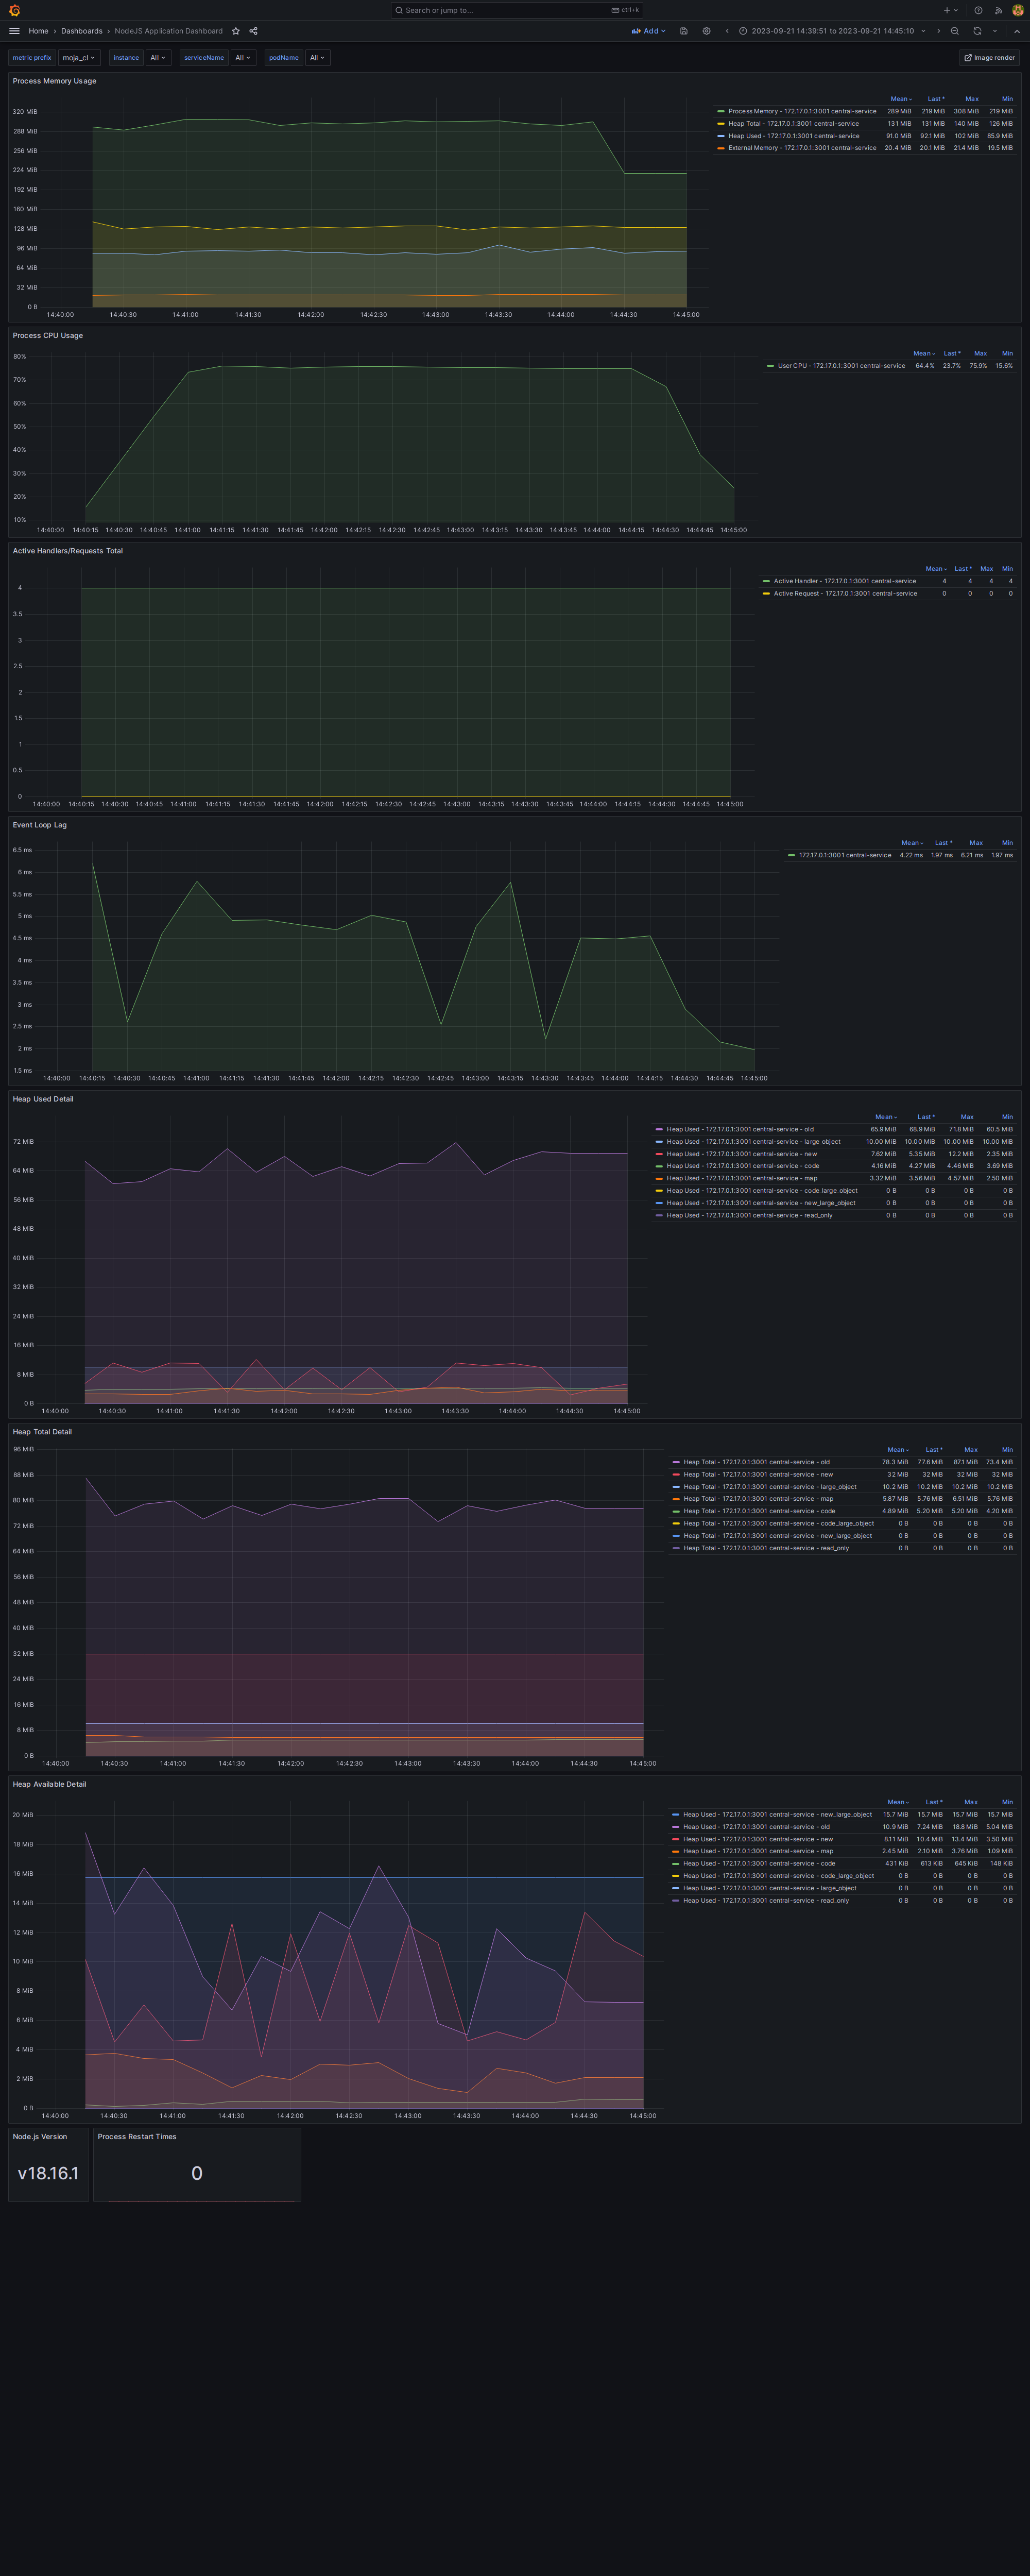 Search or jump to... ctrl+k
Home › Dashboards › NodeJS Application Dashboard Add 2023-09-21 14:39:51 to 2023-09-21 14:45:10
metric prefix moja_cl instance All serviceName All podName All Image render
Process Memory Usage
Mean Last * Max Min
Process Memory - 172.17.0.1:3001 central-service 289 MiB 219 MiB 308 MiB 219 MiB
Heap Total - 172.17.0.1:3001 central-service 131 MiB 131 MiB 140 MiB 126 MiB
Heap Used - 172.17.0.1:3001 central-service 91.0 MiB 92.1 MiB 102 MiB 85.9 MiB
External Memory - 172.17.0.1:3001 central-service 20.4 MiB 20.1 MiB 21.4 MiB 19.5 MiB
320 MiB
288 MiB
256 MiB
224 MiB
192 MiB
160 MiB
128 MiB
96 MiB
64 MiB
32 MiB
0 B
14:40:00 14:40:30 14:41:00 14:41:30 14:42:00 14:42:30 14:43:00 14:43:30 14:44:00 14:44:30 14:45:00
Process CPU Usage
Mean Last * Max Min
User CPU - 172.17.0.1:3001 central-service 64.4% 23.7% 75.9% 15.6%
80%
70%
60%
50%
40%
30%
20%
10%
14:40:00 14:40:15 14:40:30 14:40:45 14:41:00 14:41:15 14:41:30 14:41:45 14:42:00 14:42:15 14:42:30 14:42:45 14:43:00 14:43:15 14:43:30 14:43:45 14:44:00 14:44:15 14:44:30 14:44:45 14:45:00
Active Handlers/Requests Total
Mean Last * Max Min
Active Handler - 172.17.0.1:3001 central-service 4 4 4 4
Active Request - 172.17.0.1:3001 central-service 0 0 0 0
4
3.5
3
2.5
2
1.5
1
0.5
0
14:40:00 14:40:15 14:40:30 14:40:45 14:41:00 14:41:15 14:41:30 14:41:45 14:42:00 14:42:15 14:42:30 14:42:45 14:43:00 14:43:15 14:43:30 14:43:45 14:44:00 14:44:15 14:44:30 14:44:45 14:45:00
Event Loop Lag
Mean Last * Max Min
172.17.0.1:3001 central-service 4.22 ms 1.97 ms 6.21 ms 1.97 ms
6.5 ms
6 ms
5.5 ms
5 ms
4.5 ms
4 ms
3.5 ms
3 ms
2.5 ms
2 ms
1.5 ms
14:40:00 14:40:15 14:40:30 14:40:45 14:41:00 14:41:15 14:41:30 14:41:45 14:42:00 14:42:15 14:42:30 14:42:45 14:43:00 14:43:15 14:43:30 14:43:45 14:44:00 14:44:15 14:44:30 14:44:45 14:45:00
Heap Used Detail
Mean Last * Max Min
Heap Used - 172.17.0.1:3001 central-service - old 65.9 MiB 68.9 MiB 71.8 MiB 60.5 MiB
Heap Used - 172.17.0.1:3001 central-service - large_object 10.00 MiB 10.00 MiB 10.00 MiB 10.00 MiB
Heap Used - 172.17.0.1:3001 central-service - new 7.62 MiB 5.35 MiB 12.2 MiB 2.35 MiB
Heap Used - 172.17.0.1:3001 central-service - code 4.16 MiB 4.27 MiB 4.46 MiB 3.69 MiB
Heap Used - 172.17.0.1:3001 central-service - map 3.32 MiB 3.56 MiB 4.57 MiB 2.50 MiB
Heap Used - 172.17.0.1:3001 central-service - code_large_object 0 B 0 B 0 B 0 B
Heap Used - 172.17.0.1:3001 central-service - new_large_object 0 B 0 B 0 B 0 B
Heap Used - 172.17.0.1:3001 central-service - read_only 0 B 0 B 0 B 0 B
72 MiB
64 MiB
56 MiB
48 MiB
40 MiB
32 MiB
24 MiB
16 MiB
8 MiB
0 B
14:40:00 14:40:30 14:41:00 14:41:30 14:42:00 14:42:30 14:43:00 14:43:30 14:44:00 14:44:30 14:45:00
Heap Total Detail
Mean Last * Max Min
Heap Total - 172.17.0.1:3001 central-service - old 78.3 MiB 77.6 MiB 87.1 MiB 73.4 MiB
Heap Total - 172.17.0.1:3001 central-service - new 32 MiB 32 MiB 32 MiB 32 MiB
Heap Total - 172.17.0.1:3001 central-service - large_object 10.2 MiB 10.2 MiB 10.2 MiB 10.2 MiB
Heap Total - 172.17.0.1:3001 central-service - map 5.87 MiB 5.76 MiB 6.51 MiB 5.76 MiB
Heap Total - 172.17.0.1:3001 central-service - code 4.89 MiB 5.20 MiB 5.20 MiB 4.20 MiB
Heap Total - 172.17.0.1:3001 central-service - code_large_object 0 B 0 B 0 B 0 B
Heap Total - 172.17.0.1:3001 central-service - new_large_object 0 B 0 B 0 B 0 B
Heap Total - 172.17.0.1:3001 central-service - read_only 0 B 0 B 0 B 0 B
96 MiB
88 MiB
80 MiB
72 MiB
64 MiB
56 MiB
48 MiB
40 MiB
32 MiB
24 MiB
16 MiB
8 MiB
0 B
14:40:00 14:40:30 14:41:00 14:41:30 14:42:00 14:42:30 14:43:00 14:43:30 14:44:00 14:44:30 14:45:00
Heap Available Detail
Mean Last * Max Min
Heap Used - 172.17.0.1:3001 central-service - new_large_object 15.7 MiB 15.7 MiB 15.7 MiB 15.7 MiB
Heap Used - 172.17.0.1:3001 central-service - old 10.9 MiB 7.24 MiB 18.8 MiB 5.04 MiB
Heap Used - 172.17.0.1:3001 central-service - new 8.11 MiB 10.4 MiB 13.4 MiB 3.50 MiB
Heap Used - 172.17.0.1:3001 central-service - map 2.45 MiB 2.10 MiB 3.76 MiB 1.09 MiB
Heap Used - 172.17.0.1:3001 central-service - code 431 KiB 613 KiB 645 KiB 148 KiB
Heap Used - 172.17.0.1:3001 central-service - code_large_object 0 B 0 B 0 B 0 B
Heap Used - 172.17.0.1:3001 central-service - large_object 0 B 0 B 0 B 0 B
Heap Used - 172.17.0.1:3001 central-service - read_only 0 B 0 B 0 B 0 B
20 MiB
18 MiB
16 MiB
14 MiB
12 MiB
10 MiB
8 MiB
6 MiB
4 MiB
2 MiB
0 B
14:40:00 14:40:30 14:41:00 14:41:30 14:42:00 14:42:30 14:43:00 14:43:30 14:44:00 14:44:30 14:45:00
Node.js Version Process Restart Times
v18.16.1 0